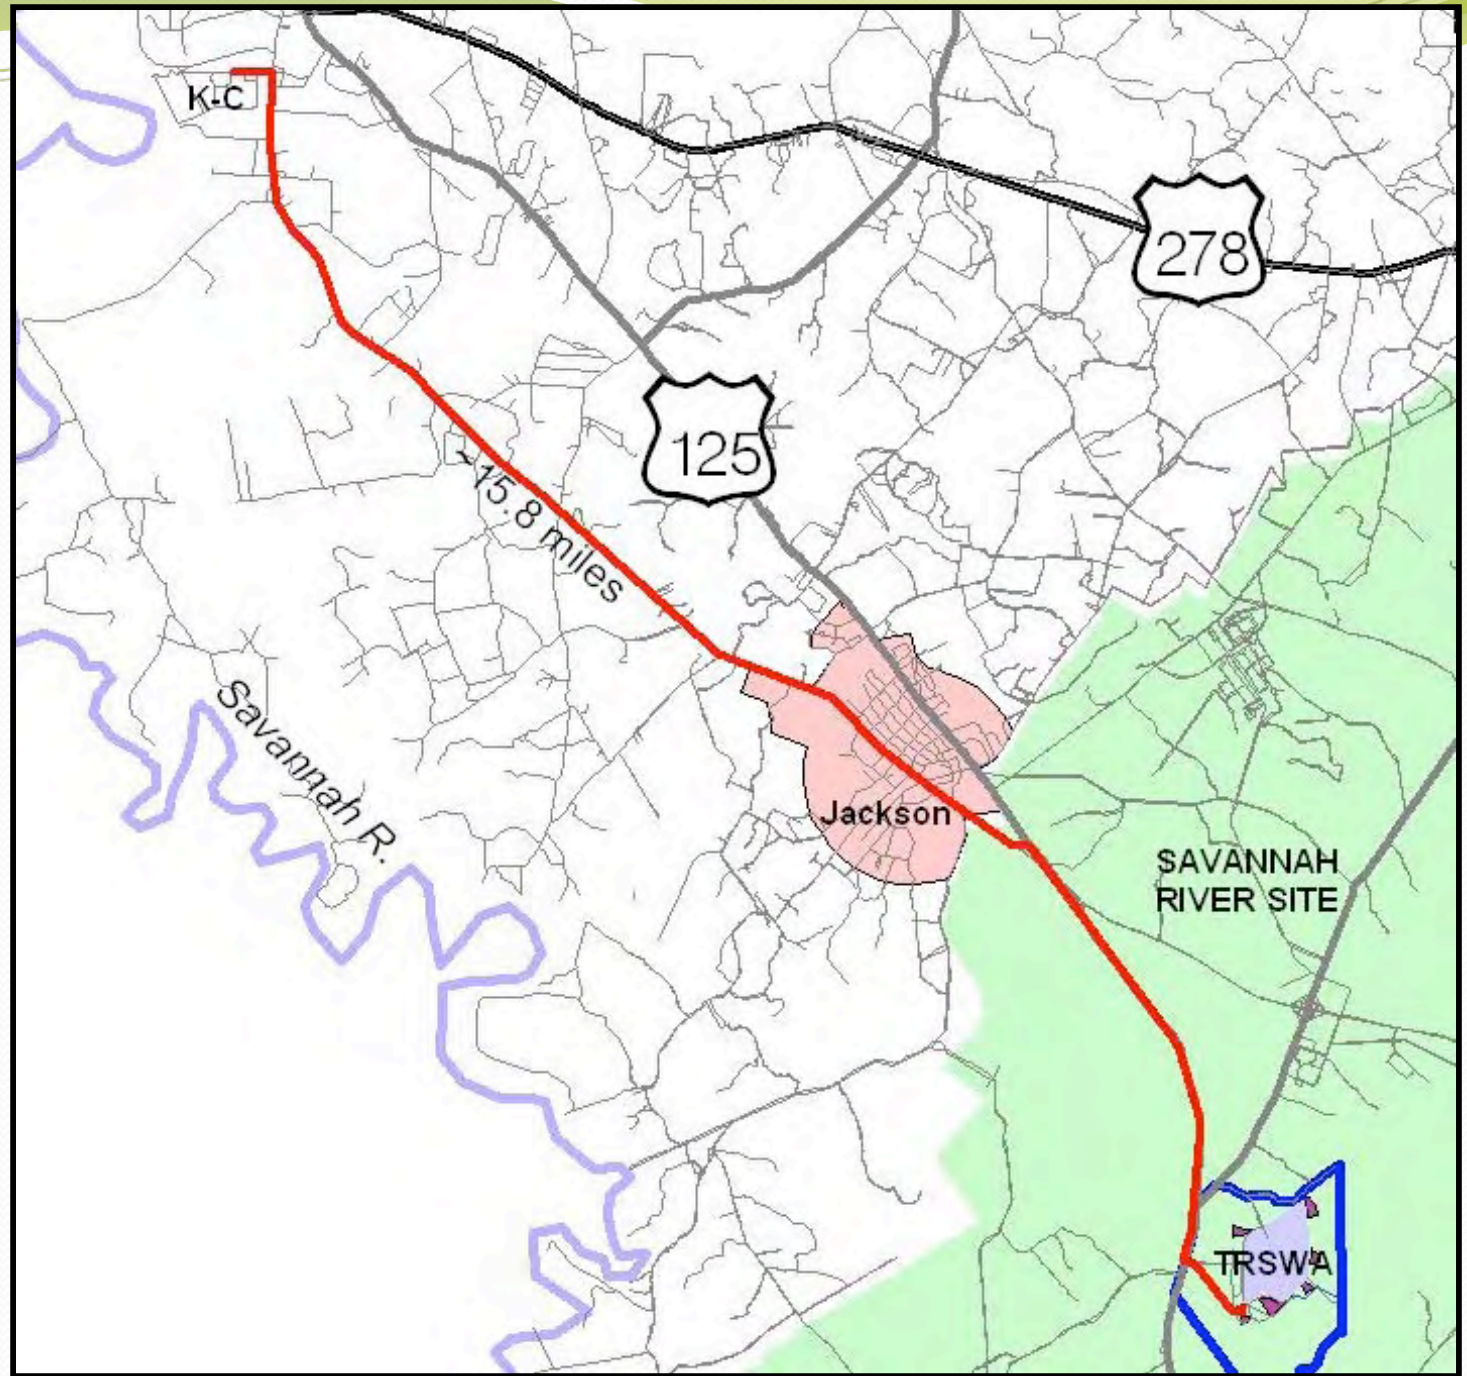 K-C
278
125
~15.8 miles
Savannah R.
Jackson
SAVANNAH
RIVER SITE
TRSWA